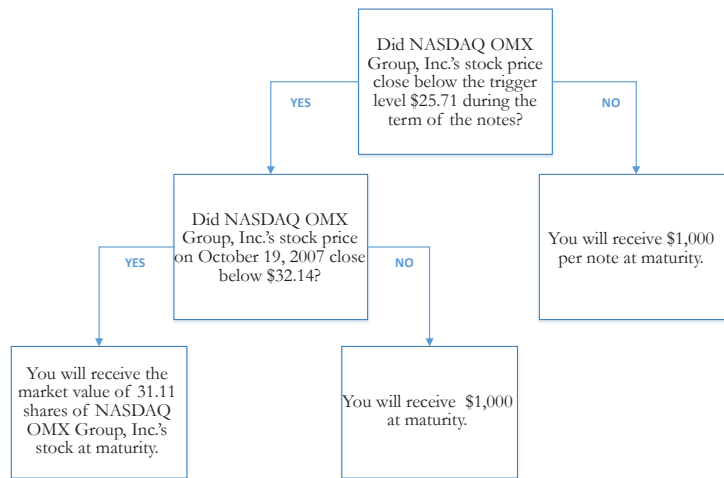 Did NASDAQ OMX
Group, Inc.'s stock price
close below the trigger
level $25.71 during the
term of the notes?
YES
NO
Did NASDAQ OMX
Group, Inc.'s stock price
on October 19, 2007 close
below $32.14?
You will receive $1,000
per note at maturity.
YES
NO
You will receive the
market value of 31.11
shares of NASDAQ
OMX Group, Inc.'s
stock at maturity.
You will receive $1,000
at maturity.